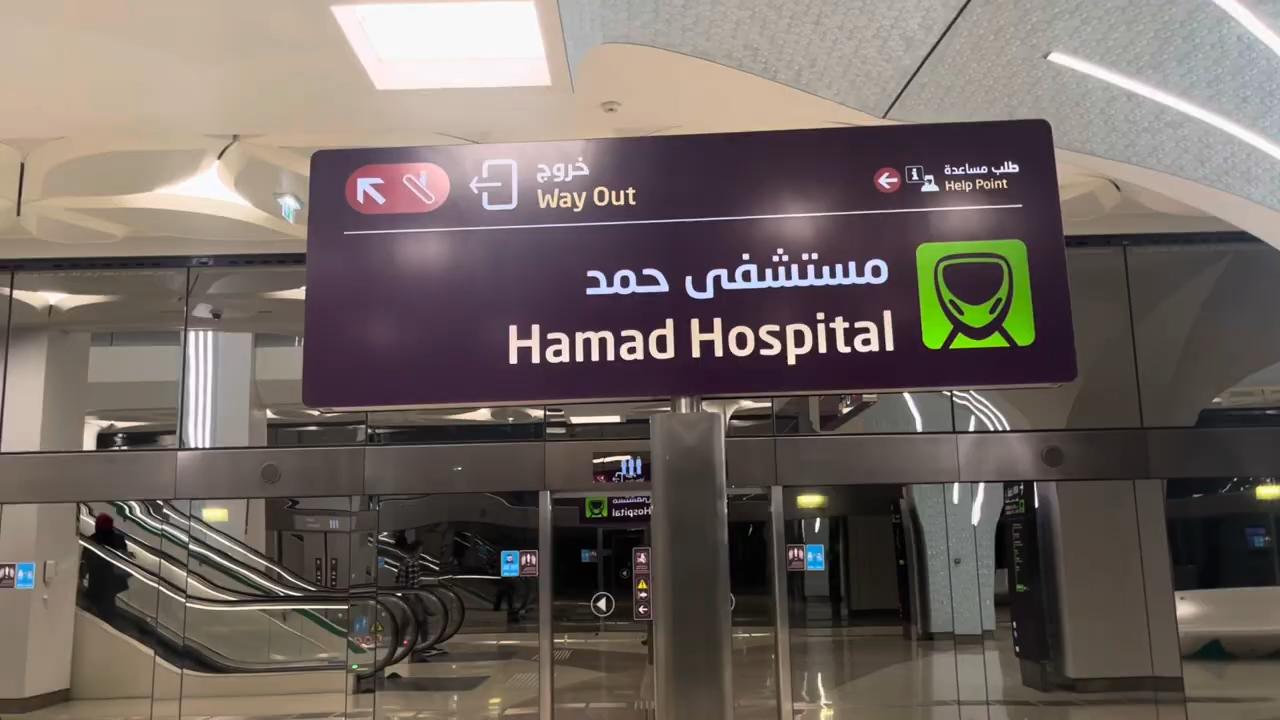 خروج
Way Out
طلب مساعدة
Help Point
مستشفى حمد
Hamad Hospital